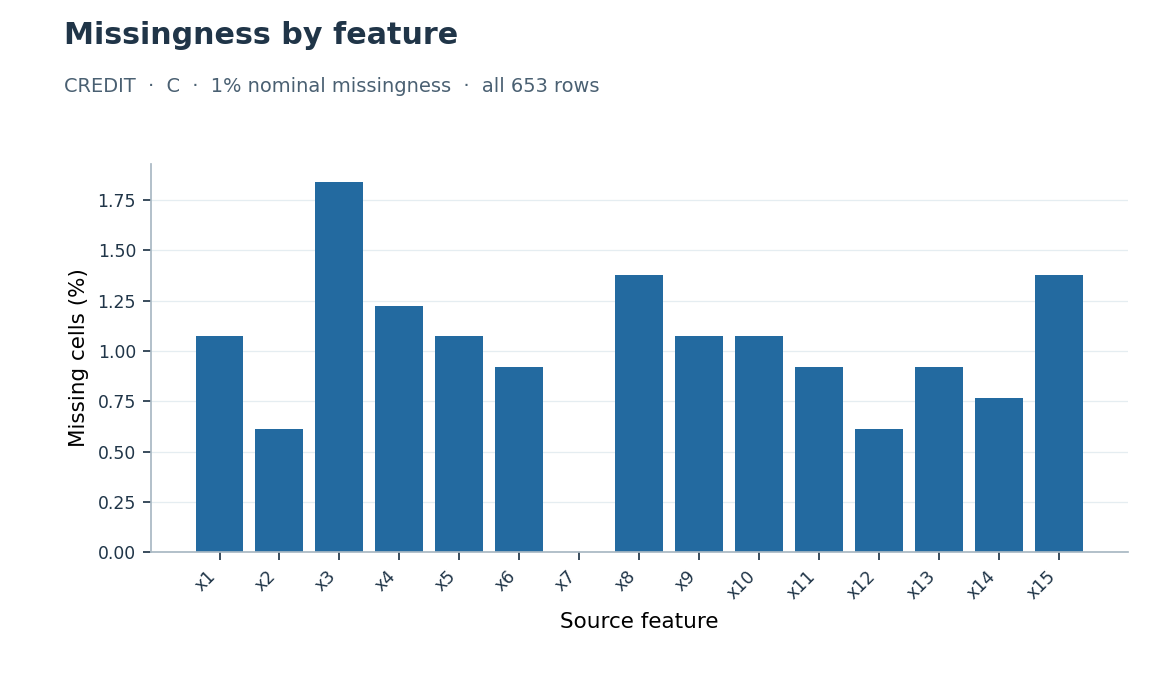 Missingness by feature
CREDIT · C · 1% nominal missingness · all 653 rows
Missing cells (%)
1.75
1.50
1.25
1.00
0.75
0.50
0.25
0.00
x1 x2 x3 x4 x5 x6 x7 x8 x9 x10 x11 x12 x13 x14 x15
Source feature